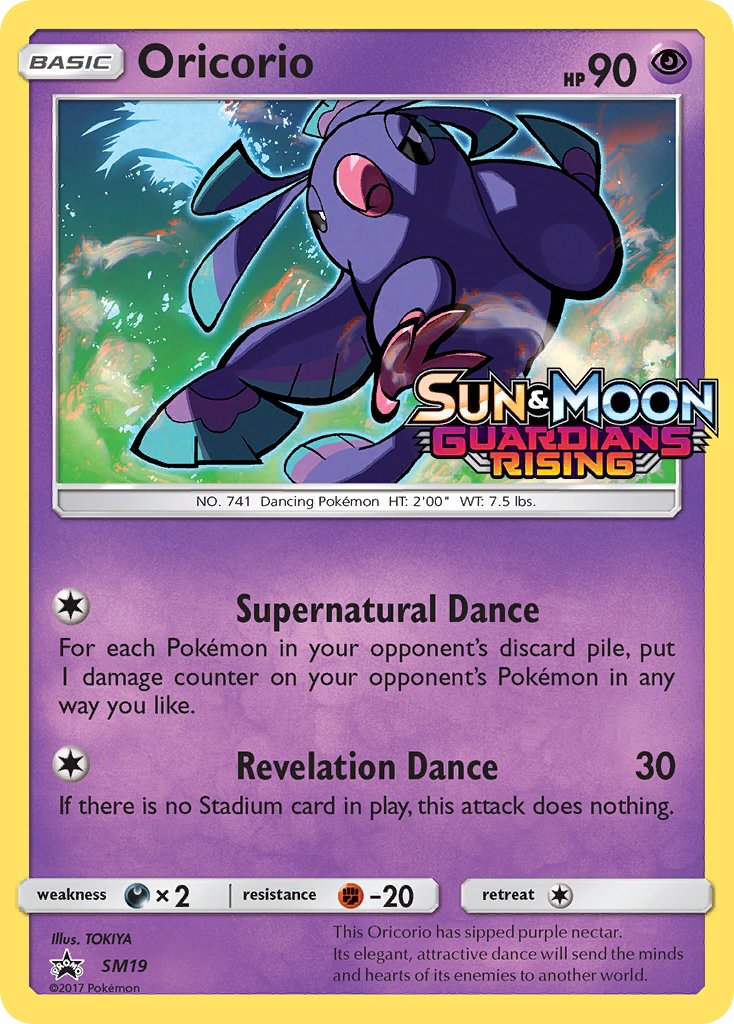 BASIC Oricorio HP 90
SUN & MOON
GUARDIANS
RISING
NO. 741 Dancing Pokémon HT: 2'00" WT: 7.5 lbs.
Supernatural Dance
For each Pokémon in your opponent's discard pile, put
1 damage counter on your opponent's Pokémon in any
way you like.
Revelation Dance 30
If there is no Stadium card in play, this attack does nothing.
weakness ×2 resistance -20 retreat
Illus. TOKIYA
PROMO SM19
©2017 Pokémon
This Oricorio has sipped purple nectar.
Its elegant, attractive dance will send the minds
and hearts of its enemies to another world.